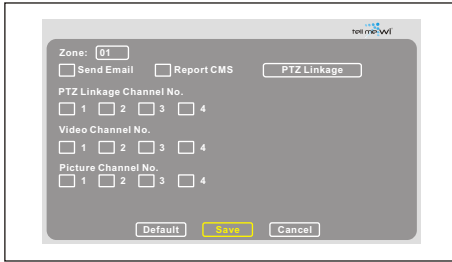 tell me Wi
Zone: 01
Send Email Report CMS PTZ Linkage
PTZ Linkage Channel No.
1 2 3 4
Video Channel No.
1 2 3 4
Picture Channel No.
1 2 3 4
Default Save Cancel